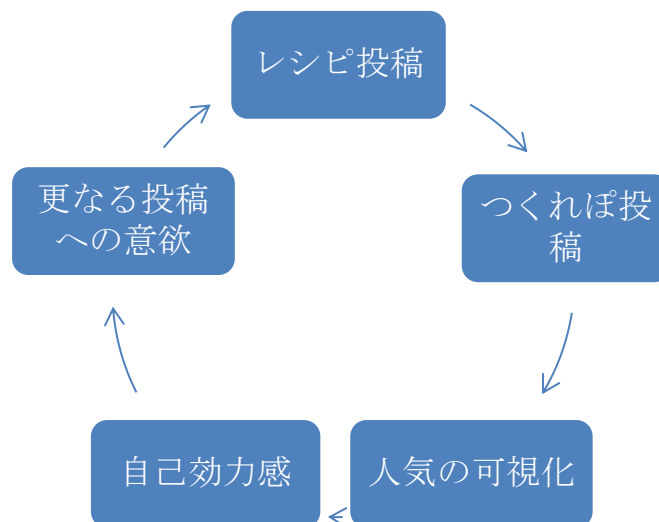 レシピ投稿
つくれぽ投
稿
人気の可視化
自己効力感
更なる投稿
への意欲